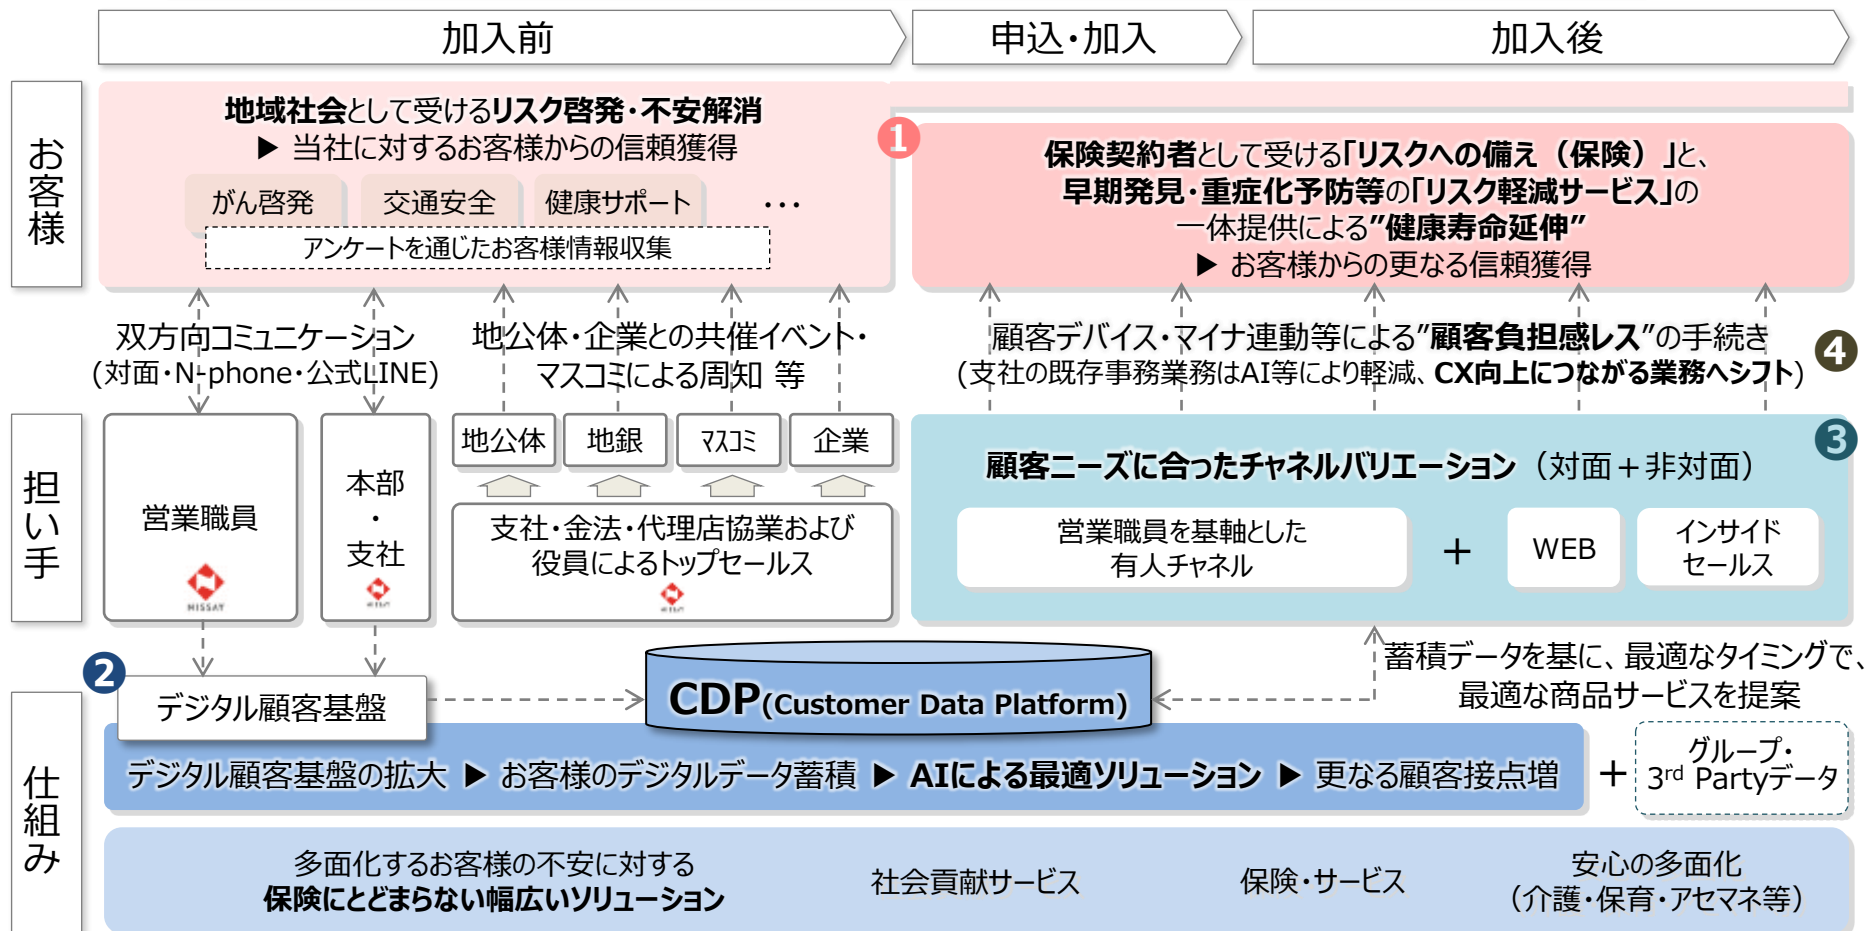 加入前
申込・加入
加入後
お客様
地域社会として受けるリスク啓発・不安解消
▶ 当社に対するお客様からの信頼獲得
がん啓発
交通安全
健康サポート
・・・
アンケートを通じたお客様情報収集
❶
保険契約者として受ける「リスクへの備え（保険）」と、
早期発見・重症化予防等の「リスク軽減サービス」の
一体提供による”健康寿命延伸”
▶ お客様からの更なる信頼獲得
双方向コミュニケーション
(対面・N-phone・公式LINE)
地公体・企業との共催イベント・
マスコミによる周知 等
顧客デバイス・マイナ連動等による”顧客負担感レス”の手続き
(支社の既存事務業務はAI等により軽減、CX向上につながる業務へシフト)
❹
担い手
営業職員
NISSAY
本部
・
支社
NISSAY
地公体
地銀
マスコミ
企業
支社・金法・代理店協業および
役員によるトップセールス
NISSAY
❸
顧客ニーズに合ったチャネルバリエーション（対面＋非対面）
営業職員を基軸とした
有人チャネル
＋
WEB
インサイド
セールス
仕組み
❷
デジタル顧客基盤
CDP(Customer Data Platform)
蓄積データを基に、最適なタイミングで、
最適な商品サービスを提案
デジタル顧客基盤の拡大 ▶ お客様のデジタルデータ蓄積 ▶ AIによる最適ソリューション ▶ 更なる顧客接点増
＋
グループ・
3rd Partyデータ
多面化するお客様の不安に対する
保険にとどまらない幅広いソリューション
社会貢献サービス
保険・サービス
安心の多面化
（介護・保育・アセマネ等）